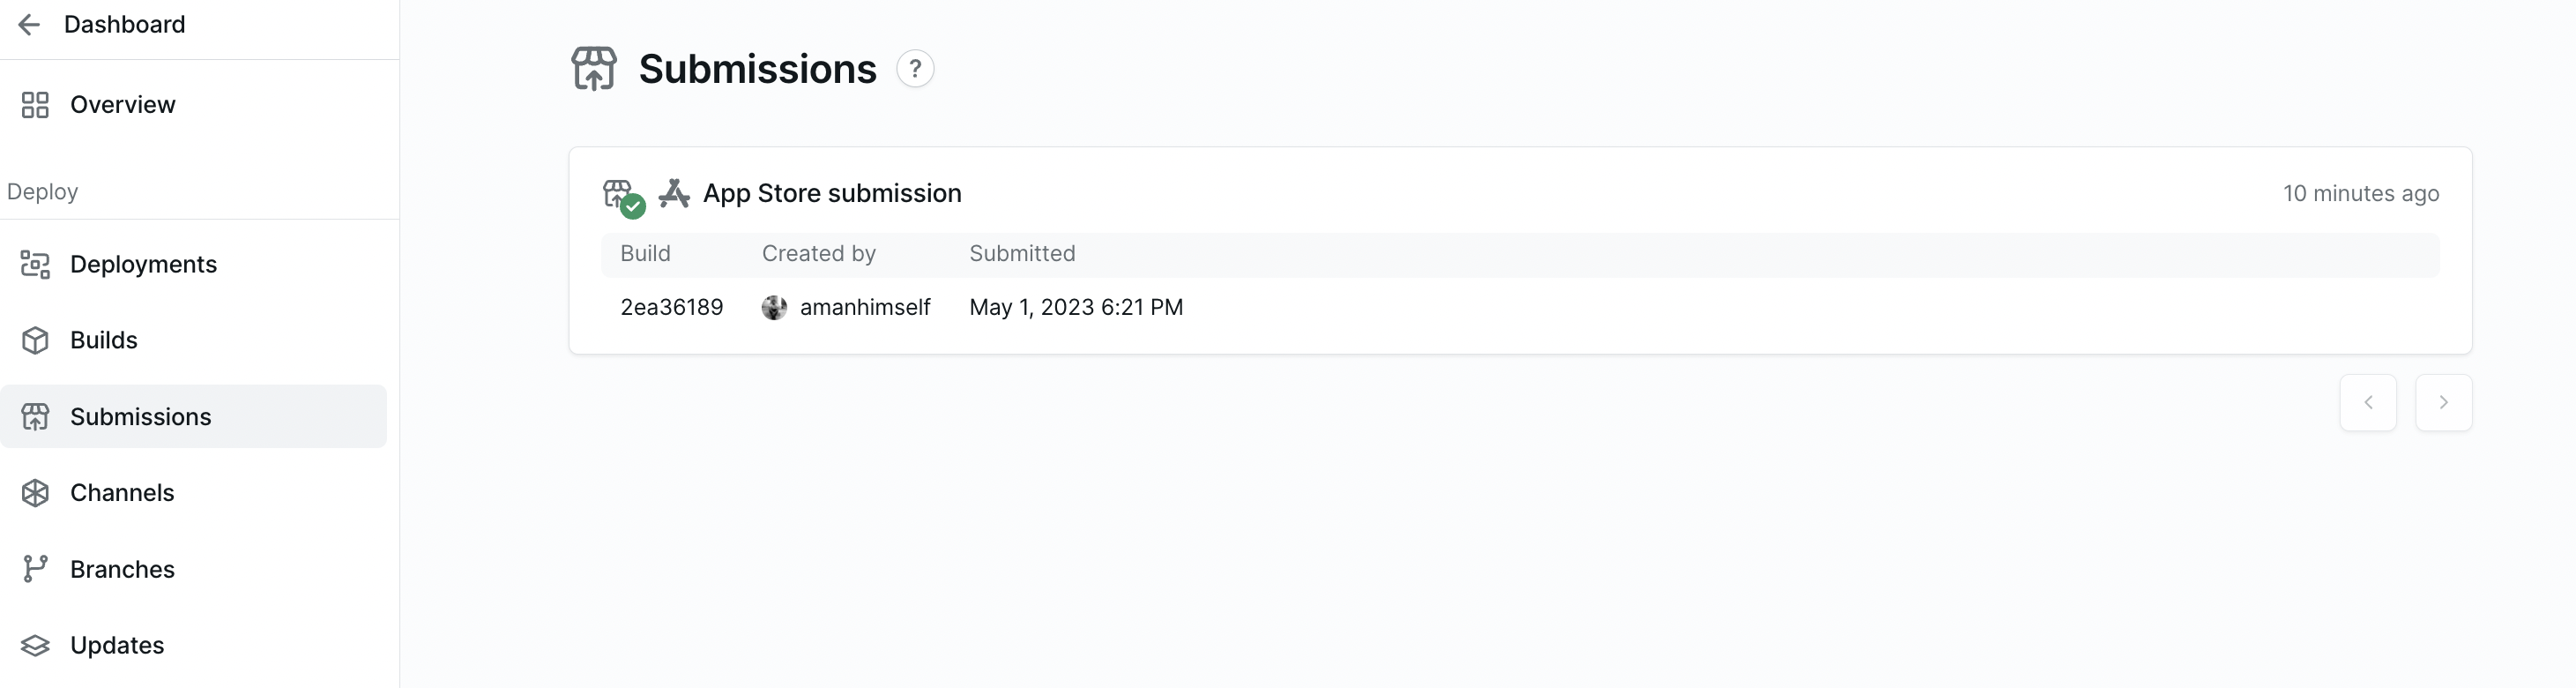 Dashboard
Overview
Deploy
Deployments
Builds
Submissions
Channels
Branches
Updates
Submissions ?
App Store submission 10 minutes ago
Build Created by Submitted
2ea36189 amanhimself May 1, 2023 6:21 PM